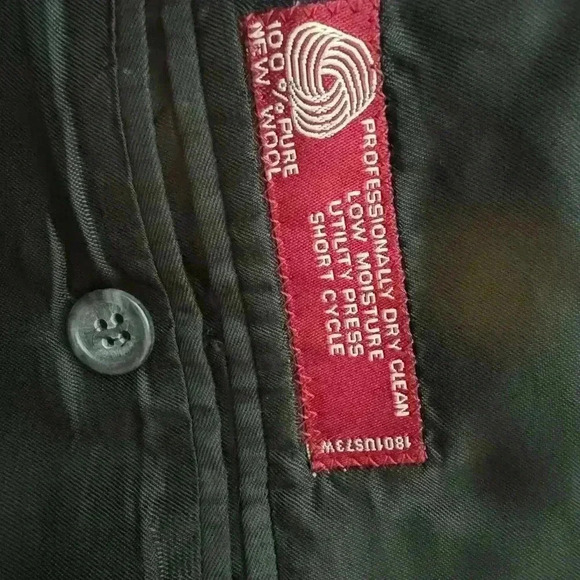 100% PURE
NEW WOOL
PROFESSIONALLY DRY CLEAN
LOW MOISTURE
UTILITY PRESS
SHORT CYCLE
1801US73W